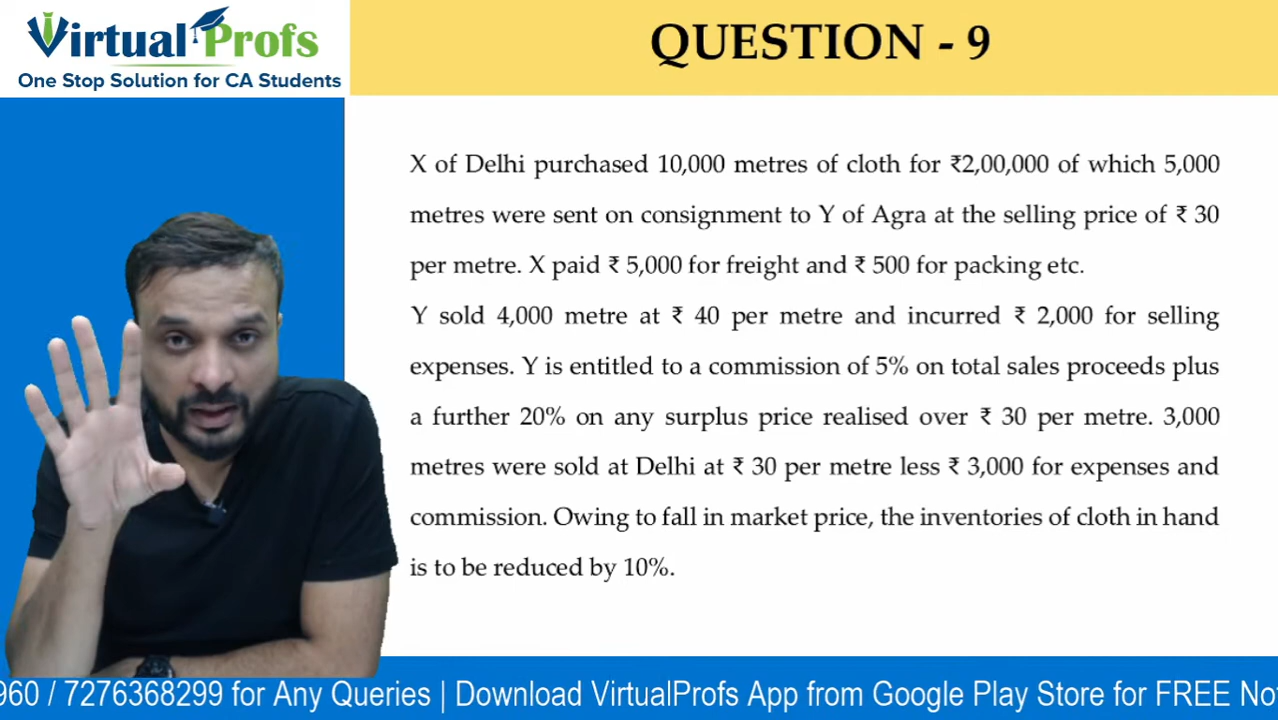 VirtualProfs
One Stop Solution for CA Students
QUESTION - 9
X of Delhi purchased 10,000 metres of cloth for ₹2,00,000 of which 5,000
metres were sent on consignment to Y of Agra at the selling price of ₹ 30
per metre. X paid ₹ 5,000 for freight and ₹ 500 for packing etc.
Y sold 4,000 metre at ₹ 40 per metre and incurred ₹ 2,000 for selling
expenses. Y is entitled to a commission of 5% on total sales proceeds plus
a further 20% on any surplus price realised over ₹ 30 per metre. 3,000
metres were sold at Delhi at ₹ 30 per metre less ₹ 3,000 for expenses and
commission. Owing to fall in market price, the inventories of cloth in hand
is to be reduced by 10%.
960 / 7276368299 for Any Queries | Download VirtualProfs App from Google Play Store for FREE No